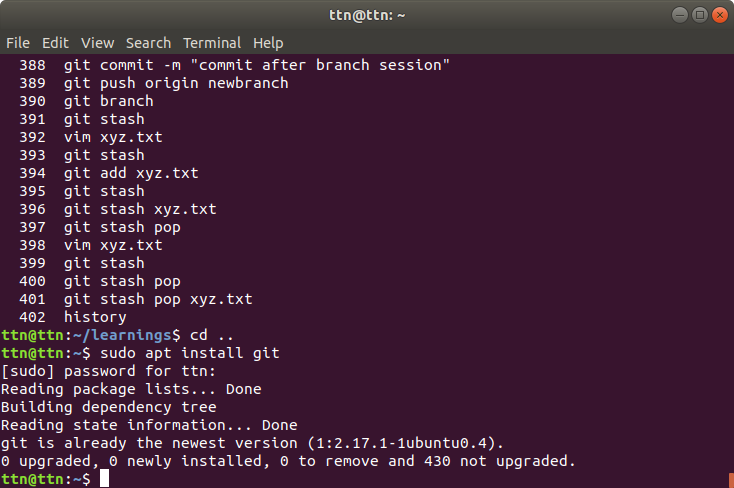 ttn@ttn: ~
File Edit View Search Terminal Help
388 git commit -m "commit after branch session"
389 git push origin newbranch
390 git branch
391 git stash
392 vim xyz.txt
393 git stash
394 git add xyz.txt
395 git stash
396 git stash xyz.txt
397 git stash pop
398 vim xyz.txt
399 git stash
400 git stash pop
401 git stash pop xyz.txt
402 history
ttn@ttn:~/learnings$ cd ..
ttn@ttn:~$ sudo apt install git
[sudo] password for ttn:
Reading package lists... Done
Building dependency tree
Reading state information... Done
git is already the newest version (1:2.17.1-1ubuntu0.4).
0 upgraded, 0 newly installed, 0 to remove and 430 not upgraded.
ttn@ttn:~$